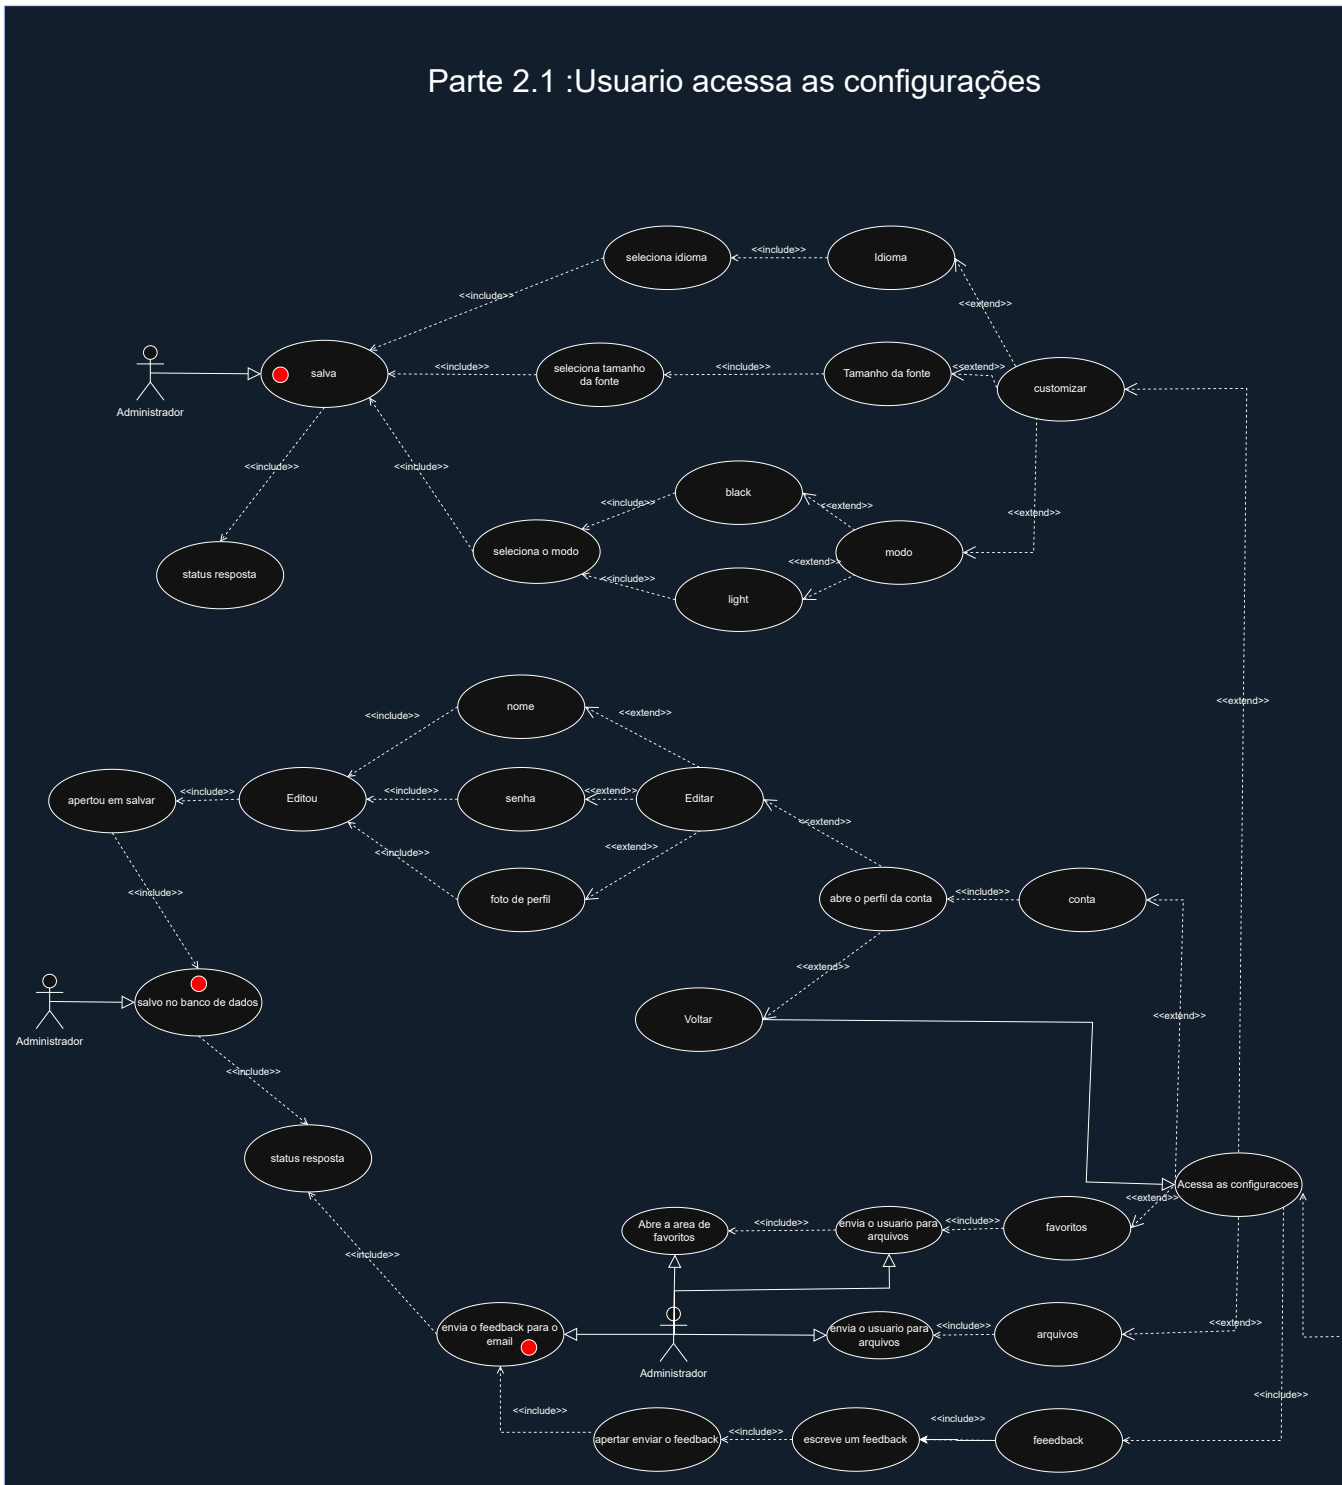 Parte 2.1 :Usuario acessa as configurações
seleciona idioma
<<include>>
Idioma
<<include>>
<<extend>>
Administrador
salva
<<include>>
seleciona tamanho
da fonte
<<include>>
Tamanho da fonte
<<extend>>
customizar
<<include>>
<<include>>
black
<<include>>
<<extend>>
<<extend>>
seleciona o modo
modo
<<extend>>
status resposta
<<include>>
light
nome
<<include>>
<<extend>>
<<extend>>
apertou em salvar
<<include>>
Editou
<<include>>
senha
<<extend>>
Editar
<<extend>>
<<include>>
<<extend>>
<<include>>
foto de perfil
abre o perfil da conta
<<include>>
conta
<<extend>>
Administrador
salvo no banco de dados
Voltar
<<extend>>
<<include>>
status resposta
Acessa as configuracoes
<<extend>>
Abre a area de
favoritos
<<include>>
envia o usuario para
arquivos
<<include>>
favoritos
<<include>>
envia o feedback para o
email
Administrador
envia o usuario para
arquivos
<<include>>
arquivos
<<extend>>
<<include>>
<<include>>
apertar enviar o feedback
<<include>>
escreve um feedback
<<include>>
feeedback